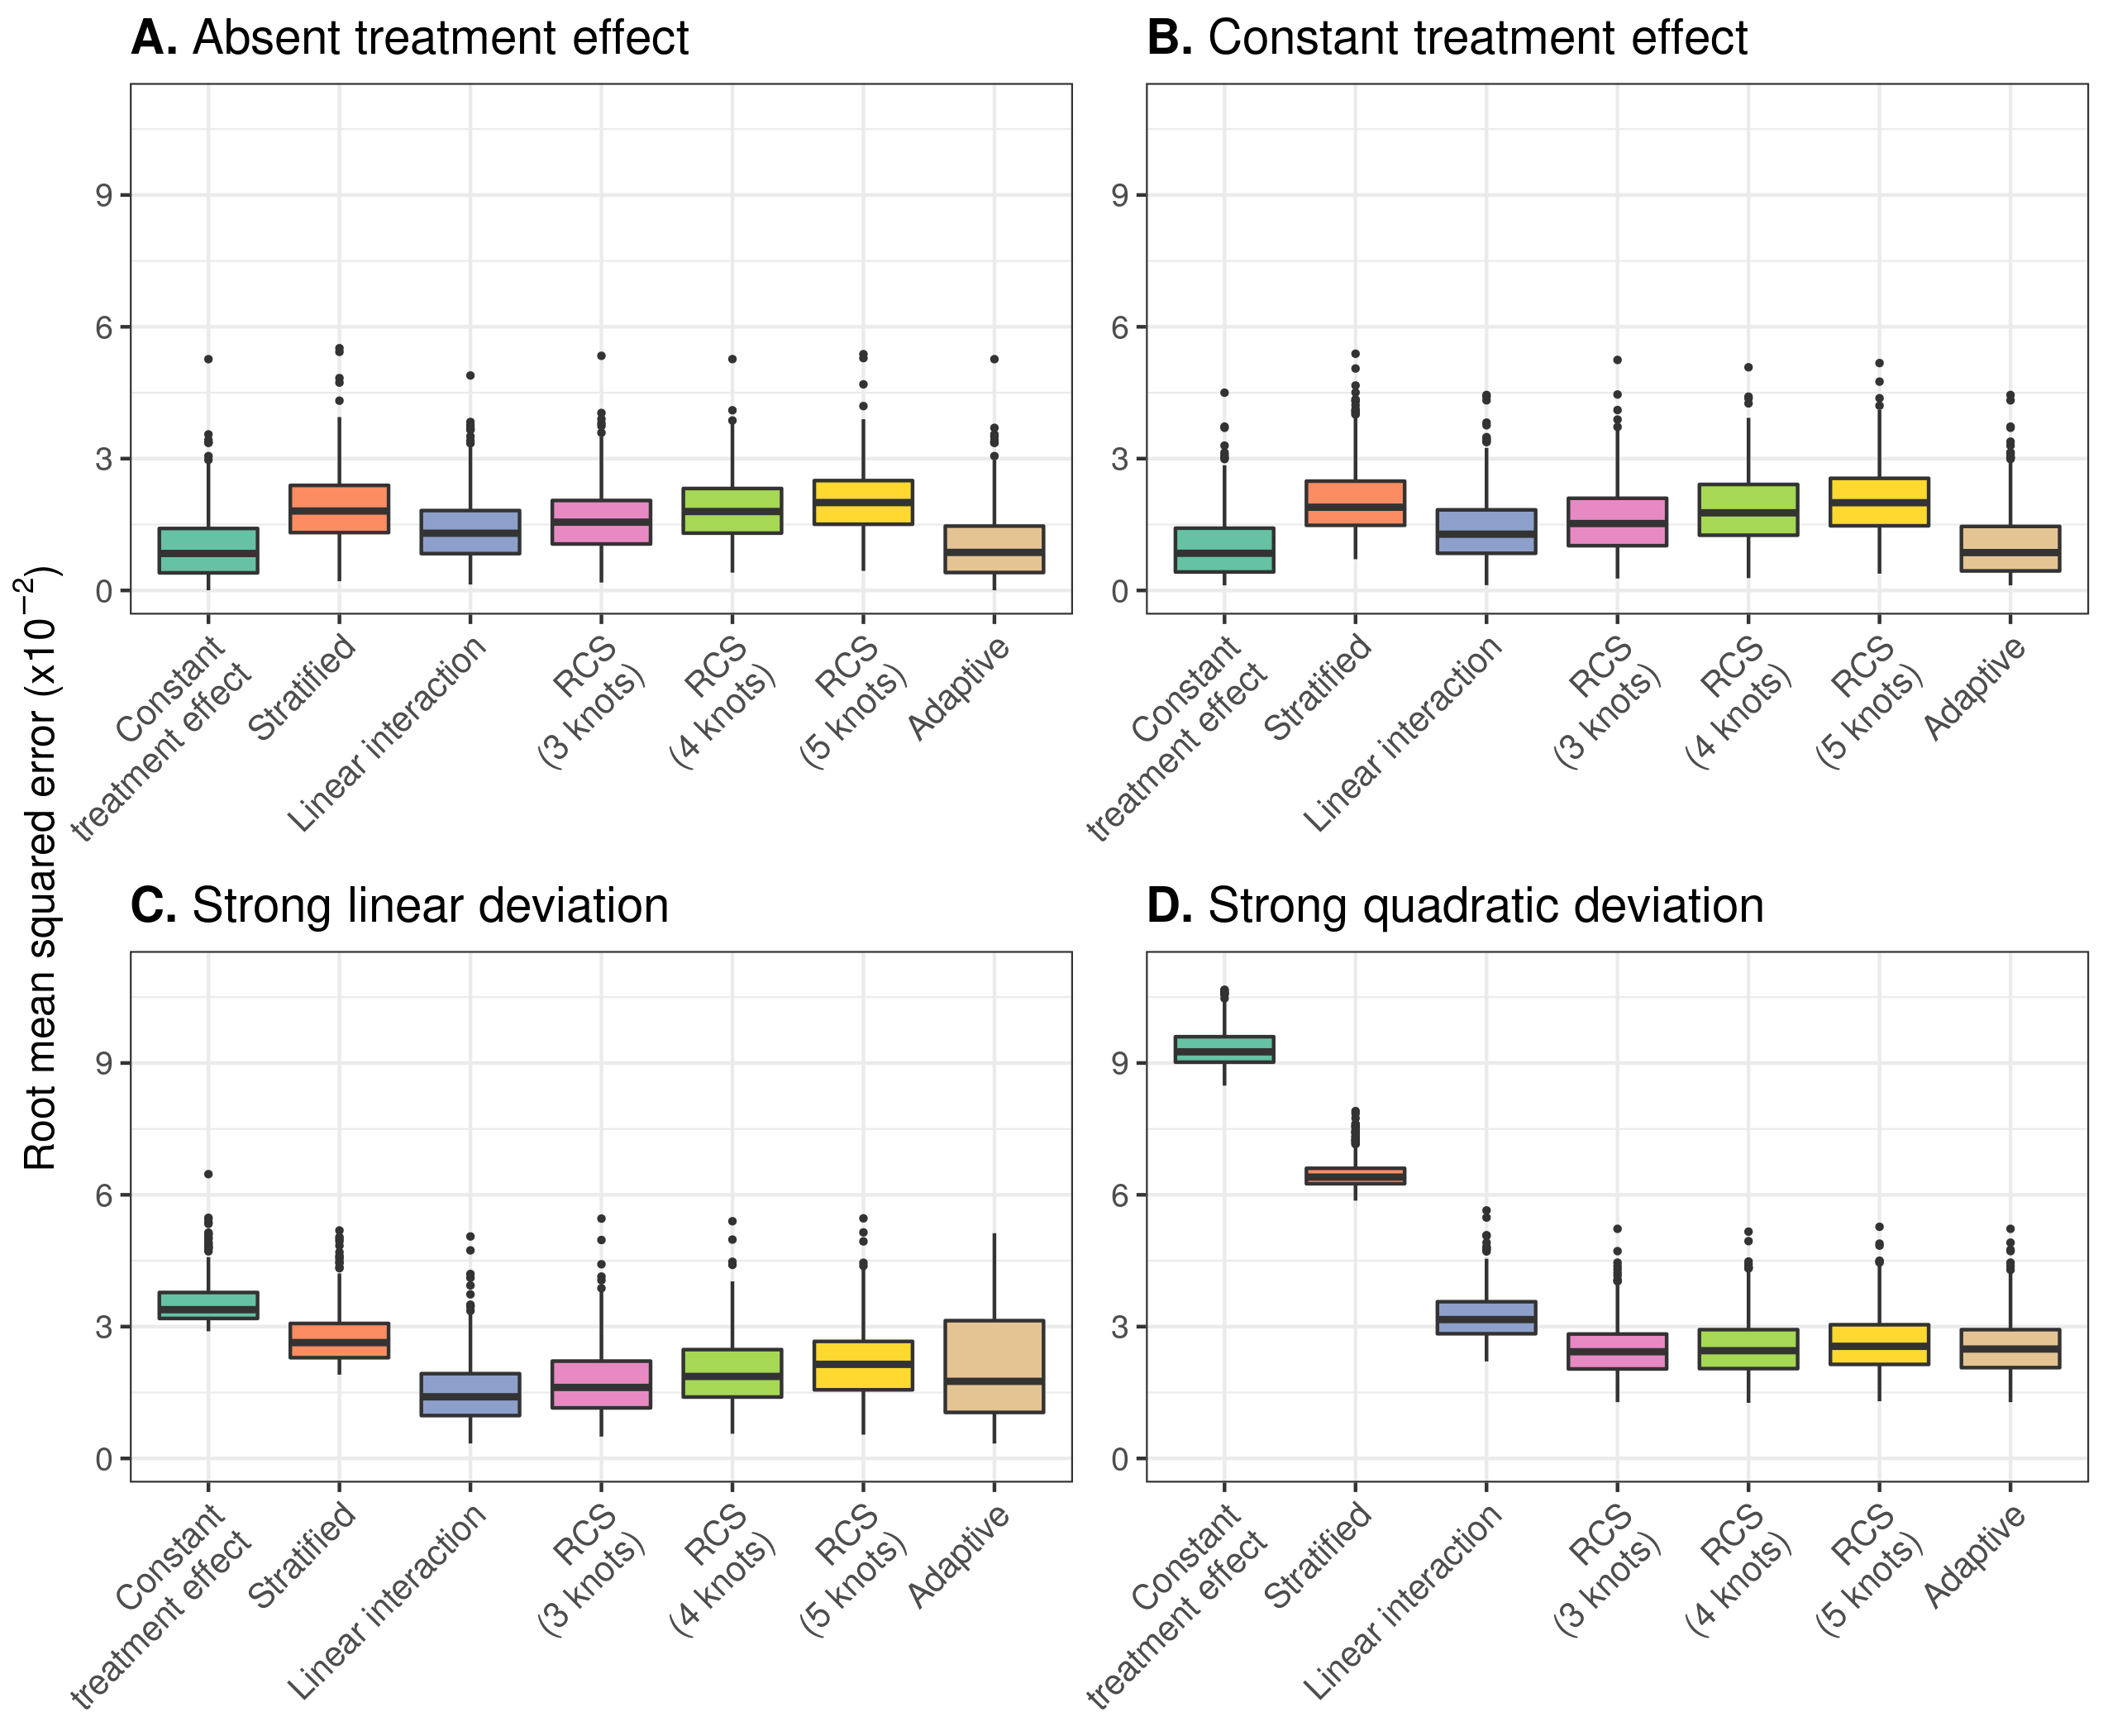 A. Absent treatment effect
B. Constant treatment effect
Root mean squared error (x10⁻²)
9
6
3
0
Constant
treatment effect
Stratified
Linear interaction
RCS
(3 knots)
RCS
(4 knots)
RCS
(5 knots)
Adaptive
9
6
3
0
Constant
treatment effect
Stratified
Linear interaction
RCS
(3 knots)
RCS
(4 knots)
RCS
(5 knots)
Adaptive
C. Strong linear deviation
D. Strong quadratic deviation
9
6
3
0
Constant
treatment effect
Stratified
Linear interaction
RCS
(3 knots)
RCS
(4 knots)
RCS
(5 knots)
Adaptive
9
6
3
0
Constant
treatment effect
Stratified
Linear interaction
RCS
(3 knots)
RCS
(4 knots)
RCS
(5 knots)
Adaptive